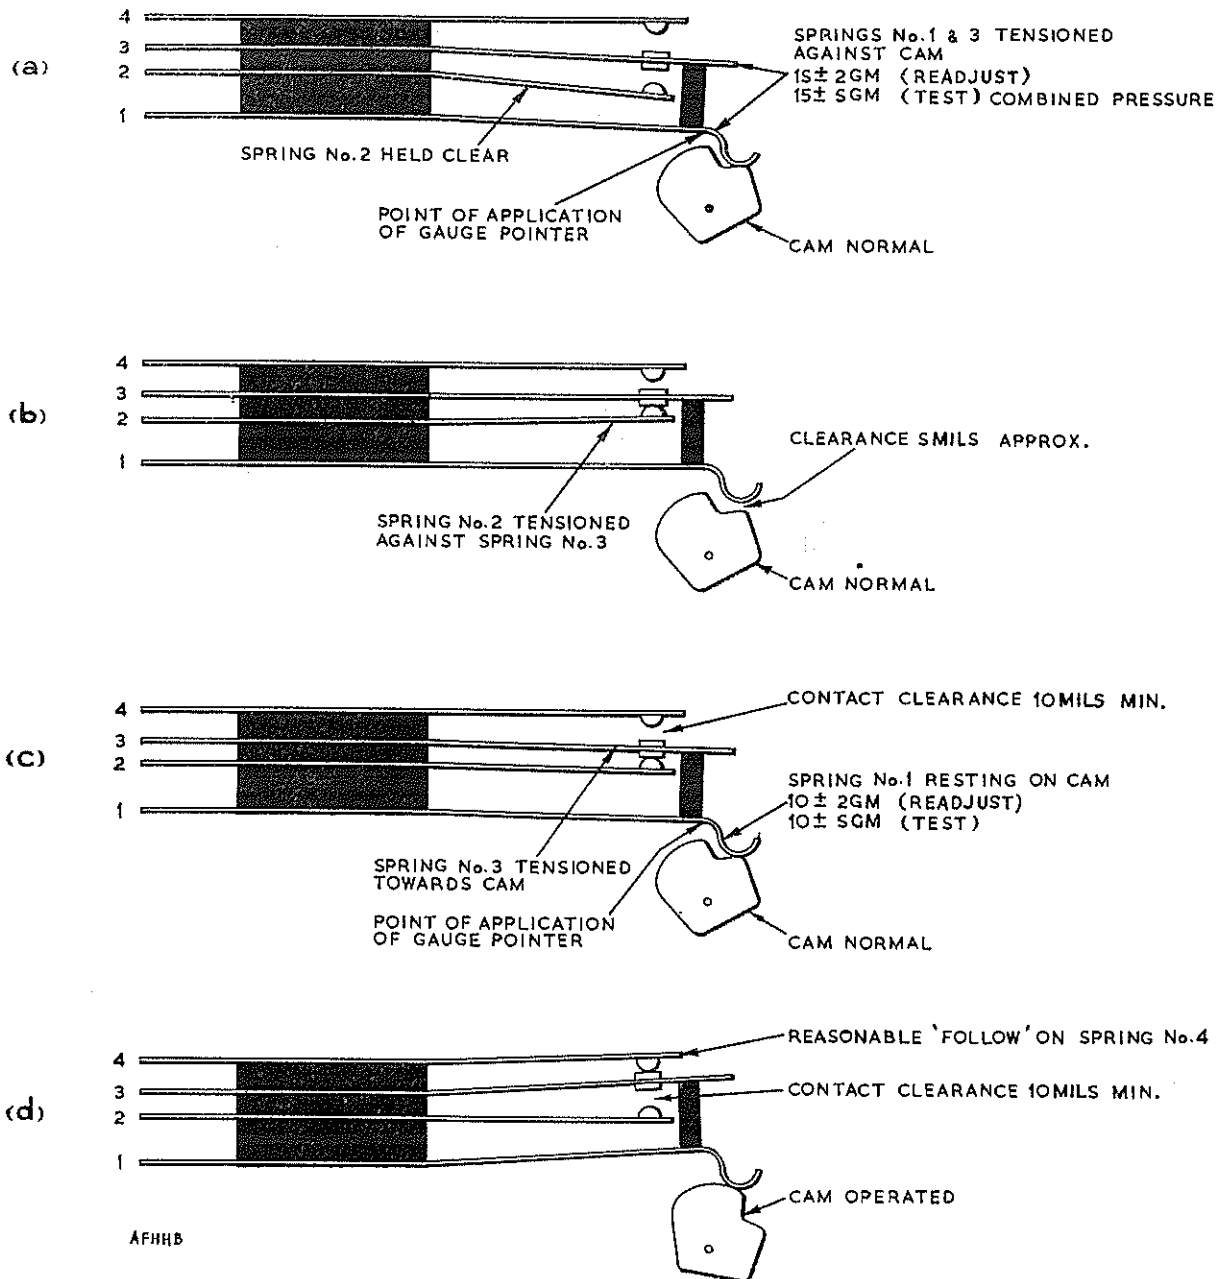 (a)
4
3
2
1
SPRINGS No.1 & 3 TENSIONED
AGAINST CAM
15± 2GM (READJUST)
15± 5GM (TEST) COMBINED PRESSURE
SPRING No.2 HELD CLEAR
POINT OF APPLICATION
OF GAUGE POINTER
CAM NORMAL
(b)
4
3
2
1
CLEARANCE 5MILS APPROX.
SPRING No.2 TENSIONED
AGAINST SPRING No.3
CAM NORMAL
(c)
4
3
2
1
CONTACT CLEARANCE 10MILS MIN.
SPRING No.1 RESTING ON CAM
10± 2GM (READJUST)
10± 5GM (TEST)
SPRING No.3 TENSIONED
TOWARDS CAM
POINT OF APPLICATION
OF GAUGE POINTER
CAM NORMAL
(d)
4
3
2
1
REASONABLE 'FOLLOW' ON SPRING No.4
CONTACT CLEARANCE 10MILS MIN.
CAM OPERATED
AFHHB